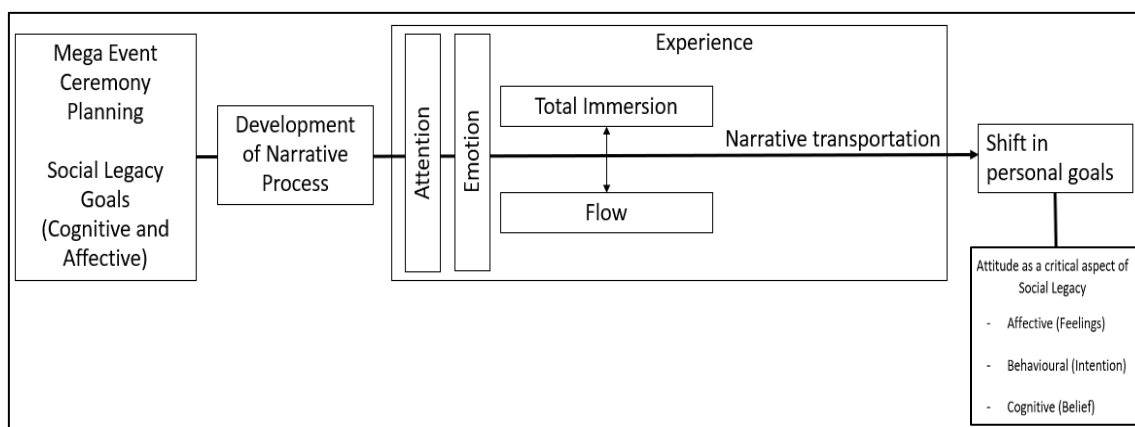 Mega Event
Ceremony
Planning
Social Legacy
Goals
(Cognitive and
Affective)
Development
of Narrative
Process
Experience
Attention
Emotion
Total Immersion
Flow
Narrative transportation
Shift in
personal goals
Attitude as a critical aspect of
Social Legacy
- Affective (Feelings)
- Behavioural (Intention)
- Cognitive (Belief)